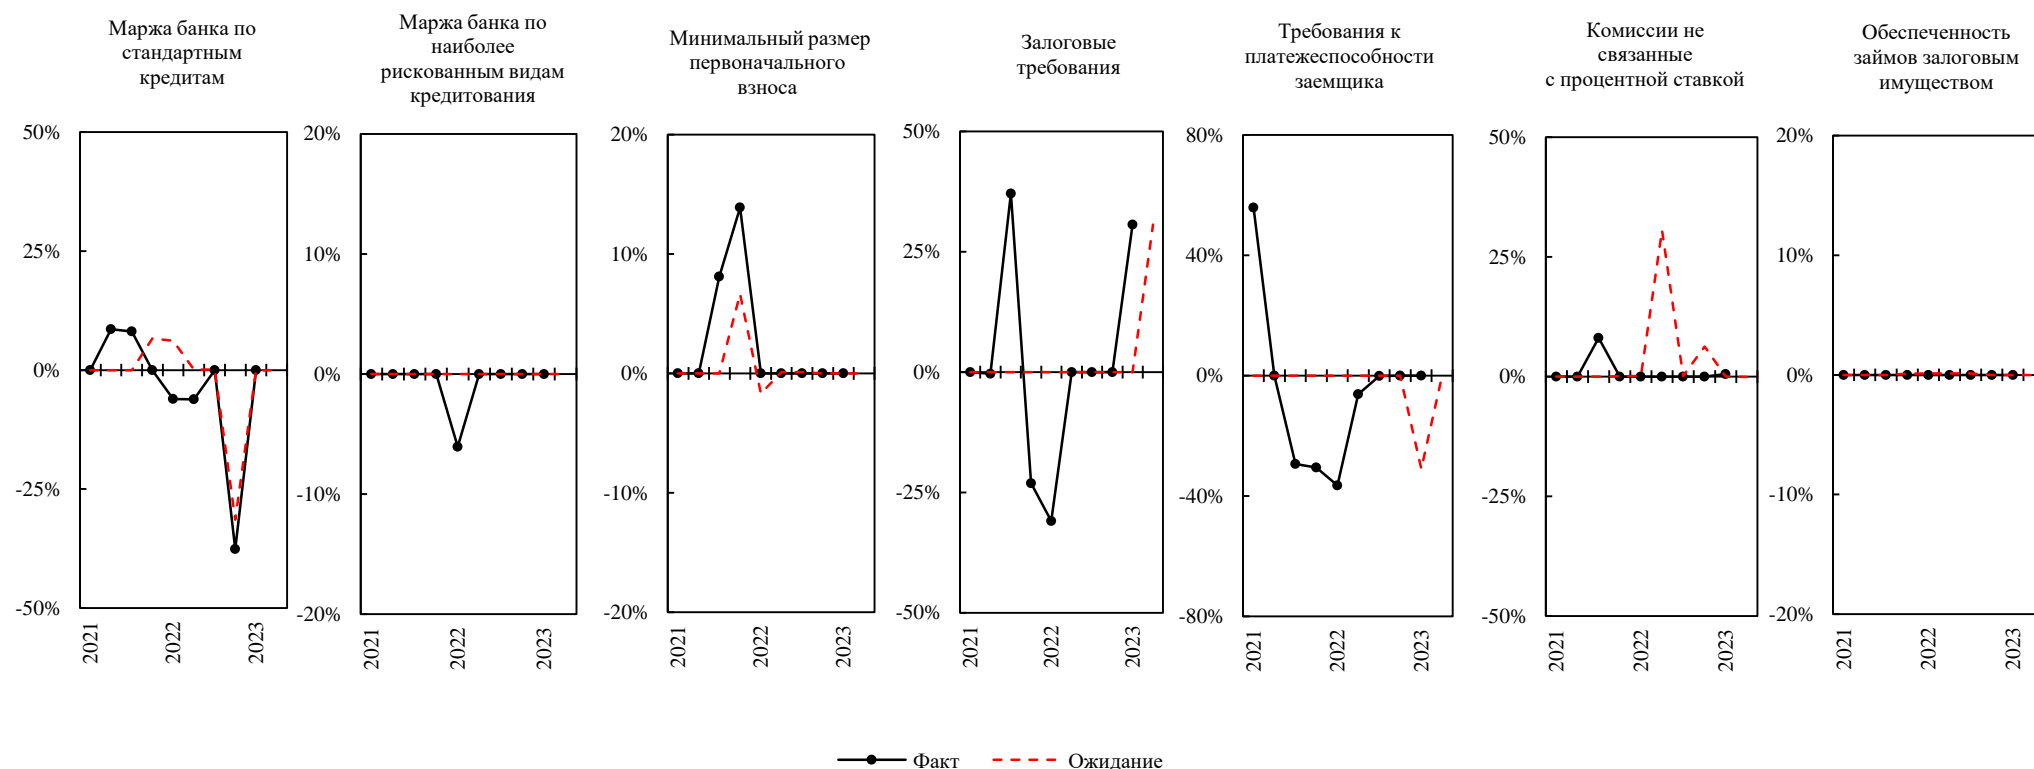 Маржа банка по
стандартным
кредитам
50%
25%
0%
-25%
-50%
2021
2022
2023
Маржа банка по
наиболее
рискованным видам
кредитования
20%
10%
0%
-10%
-20%
2021
2022
2023
Минимальный размер
первоначального
взноса
20%
10%
0%
-10%
-20%
2021
2022
2023
Залоговые
требования
50%
25%
0%
-25%
-50%
2021
2022
2023
Требования к
платежеспособности
заемщика
80%
40%
0%
-40%
-80%
2021
2022
2023
Комиссии не
связанные
с процентной ставкой
50%
25%
0%
-25%
-50%
2021
2022
2023
Обеспеченность
займов залоговым
имуществом
20%
10%
0%
-10%
-20%
2021
2022
2023
Факт
Ожидание